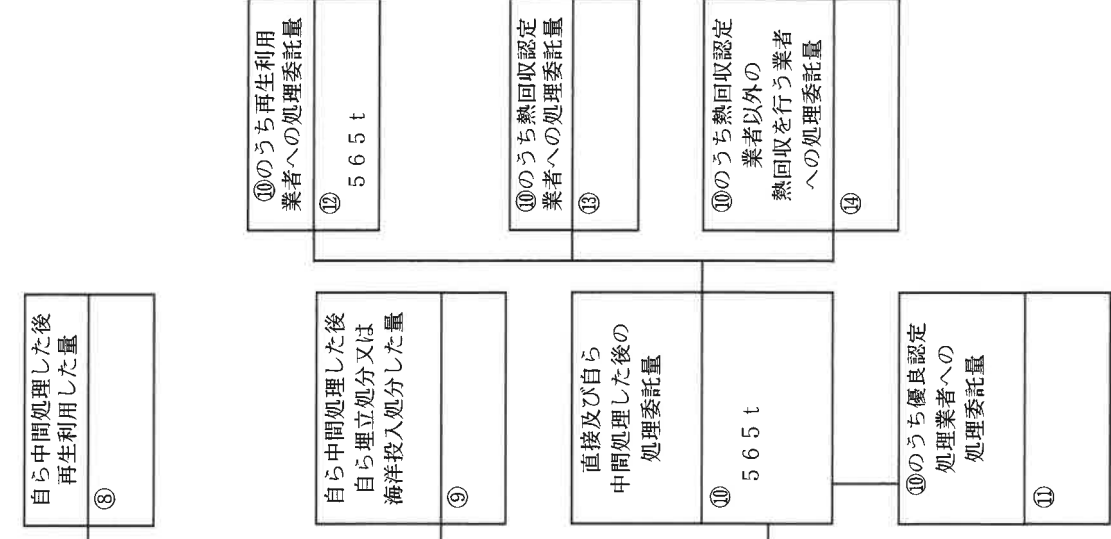 自ら中間処理した後
再生利用した量
⑧
自ら中間処理した後
自ら埋立処分又は
海洋投入処分した量
⑨
直接及び自ら
中間処理した後の
処理委託量
⑩
565t
⑩のうち優良認定
処理業者への
処理委託量
⑪
⑩のうち再生利用
業者への処理委託量
⑫
565t
⑩のうち熱回収認定
業者への処理委託量
⑬
⑩のうち熱回収認定
業者以外の
熱回収を行う業者
への処理委託量
⑭